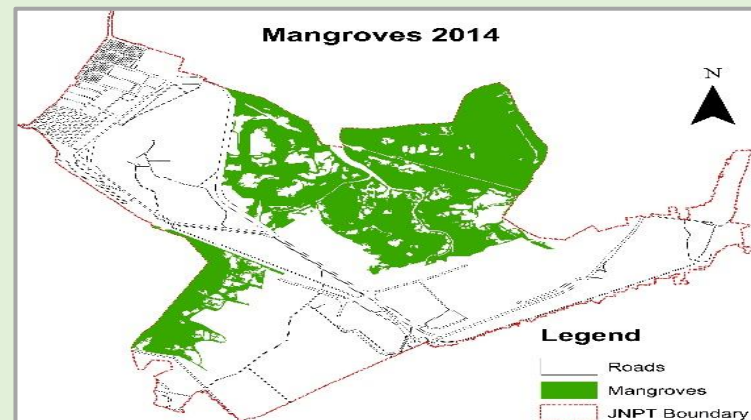 Mangroves 2014
N
Legend
Roads
Mangroves
JNPT Boundary